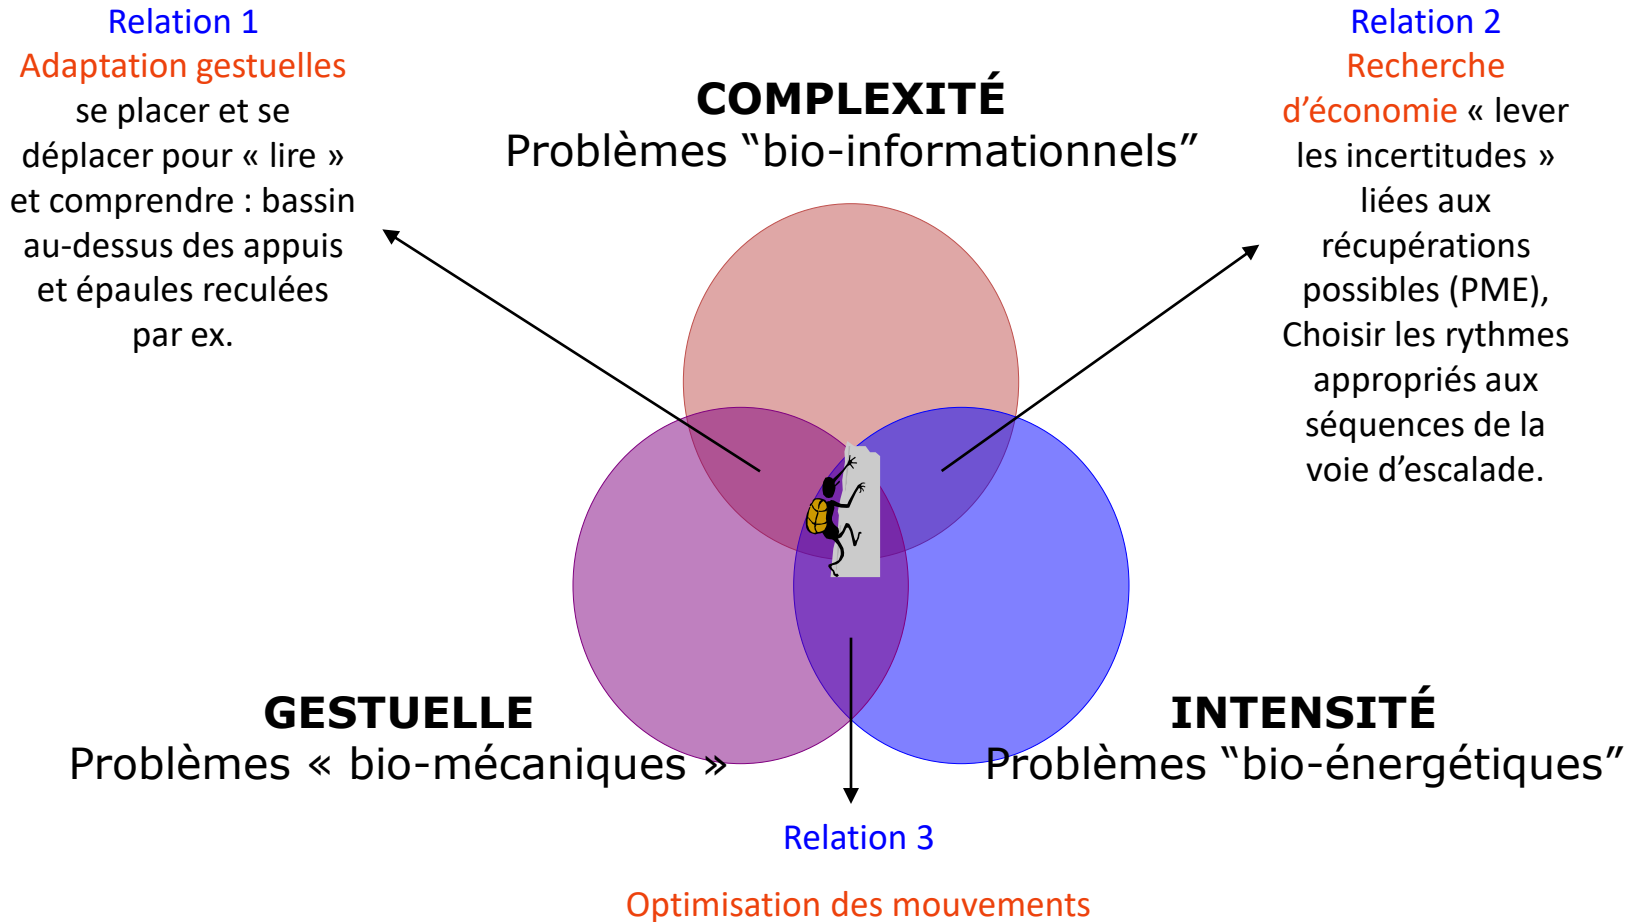 Relation 1
Adaptation gestuelles
se placer et se
déplacer pour « lire »
et comprendre : bassin
au-dessus des appuis
et épaules reculées
par ex.
COMPLEXITÉ
Problèmes “bio-informationnels”
Relation 2
Recherche
d’économie « lever
les incertitudes »
liées aux
récupérations
possibles (PME),
Choisir les rythmes
appropriés aux
séquences de la
voie d’escalade.
GESTUELLE
Problèmes « bio-mécaniques »
INTENSITÉ
Problèmes “bio-énergétiques”
Relation 3
Optimisation des mouvements